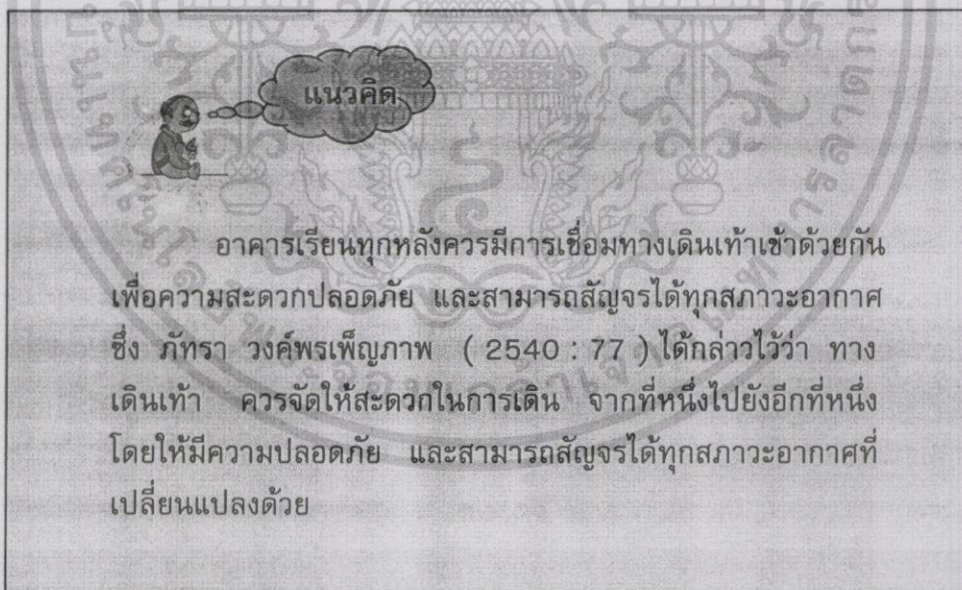 แนวคิด
อาคารเรียนทุกหลังควรมีการเชื่อมทางเดินเท้าเข้าด้วยกัน
เพื่อความสะดวกปลอดภัย และสามารถสัญจรได้ทุกสภาวะอากาศ
ซึ่ง ภัทรา วงค์พรเพ็ญภาพ ( 2540 : 77 ) ได้กล่าวไว้ว่า ทาง
เดินเท้า ควรจัดให้สะดวกในการเดิน จากที่หนึ่งไปยังอีกที่หนึ่ง
โดยให้มีความปลอดภัย และสามารถสัญจรได้ทุกสภาวะอากาศที่
เปลี่ยนแปลงด้วย